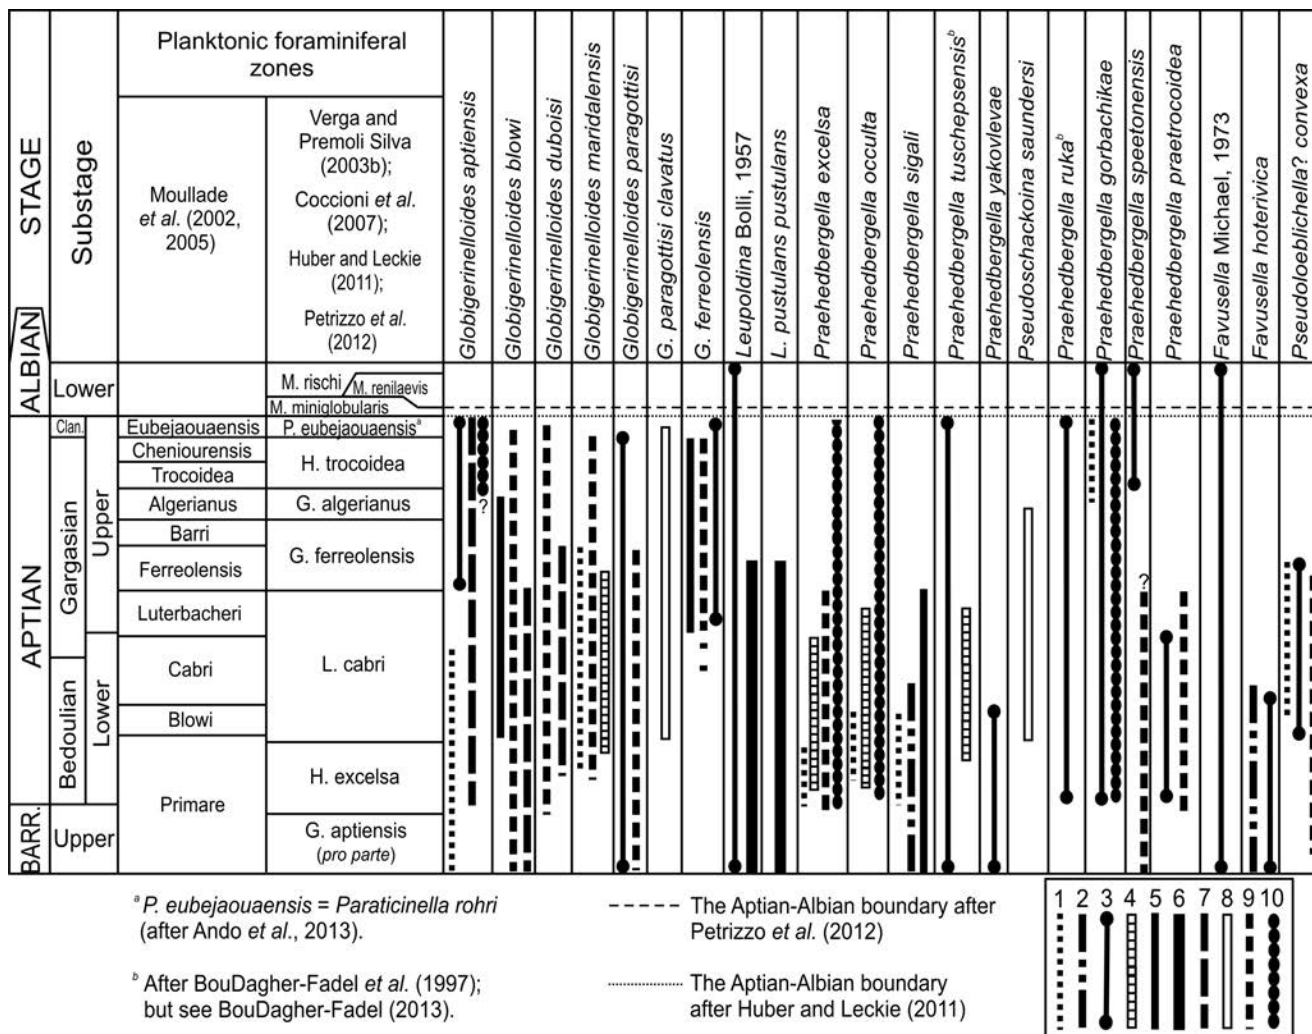 Planktonic foraminiferal
zones
STAGE
Substage
Moullade
et al. (2002,
2005)
Verga and
Premoli Silva
(2003b);
Coccioni et al.
(2007);
Huber and Leckie
(2011);
Petrizzo et al.
(2012)
Globigerinelloides aptiensis
Globigerinelloides blowi
Globigerinelloides duboisi
Globigerinelloides maridalensis
Globigerinelloides paragottisi
G. paragottisi clavatus
G. ferreolensis
Leupoldina Bolli, 1957
L. pustulans pustulans
Praehedbergella excelsa
Praehedbergella occulta
Praehedbergella sigali
Praehedbergella tuschepsensis b
Praehedbergella yakovlevae
Pseudoschackoina saundersi
Praehedbergella ruka b
Praehedbergella gorbachikae
Praehedbergella speetonensis
Praehedbergella praetrocoidea
Favusella Michael, 1973
Favusella hoterivica
Pseudoloeblichella? convexa
ALBIAN
Lower
M. rischi
M. renilaevis
M. miniglobularis
APTIAN
Clan.
Gargasian
Bedoulian
Upper
Lower
Eubejaouaensis
P. eubejaouaensis a
Cheniourensis
H. trocoidea
Trocoidea
Algerianus
G. algerianus
?
Barri
G. ferreolensis
Ferreolensis
?
Luterbacheri
L. cabri
Cabri
Blowi
H. excelsa
Primare
BARR.
Upper
G. aptiensis
(pro parte)
a P. eubejaouaensis = Paraticinella rohri
(after Ando et al., 2013).
b After BouDagher-Fadel et al. (1997);
but see BouDagher-Fadel (2013).
The Aptian-Albian boundary after
Petrizzo et al. (2012)
The Aptian-Albian boundary
after Huber and Leckie (2011)
1 2 3 4 5 6 7 8 9 10